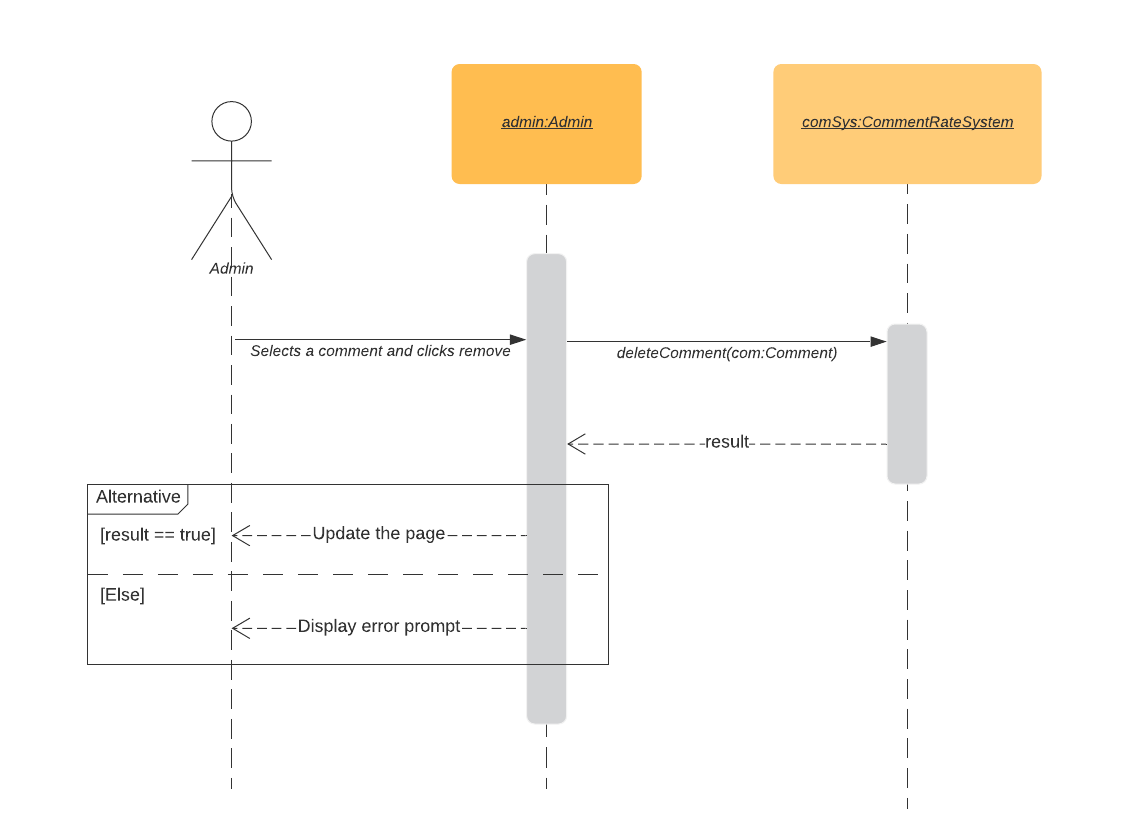 admin:Admin
comSys:CommentRateSystem
Admin
Selects a comment and clicks remove
deleteComment(com:Comment)
result
Alternative
[result == true]
Update the page
[Else]
Display error prompt